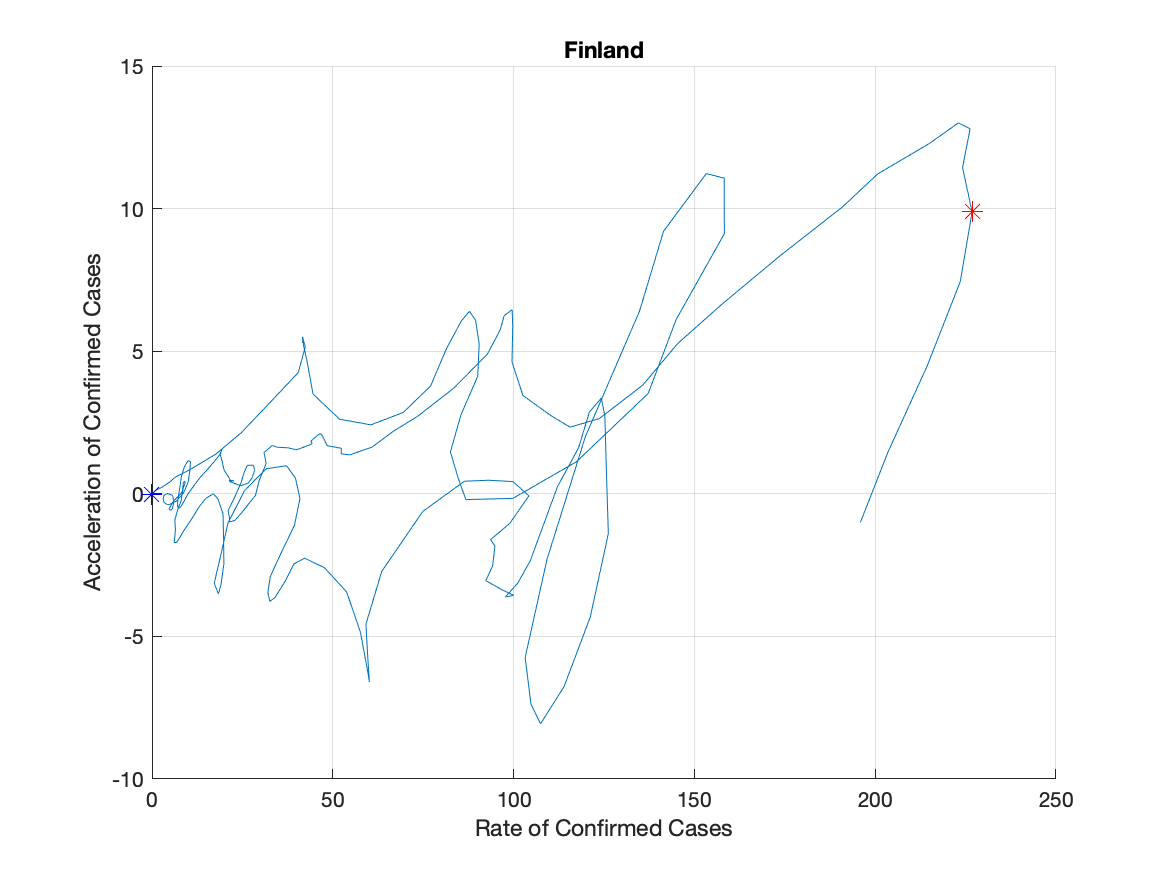 Finland
15
10
5
0
-5
-10
0 50 100 150 200 250
Rate of Confirmed Cases
Acceleration of Confirmed Cases